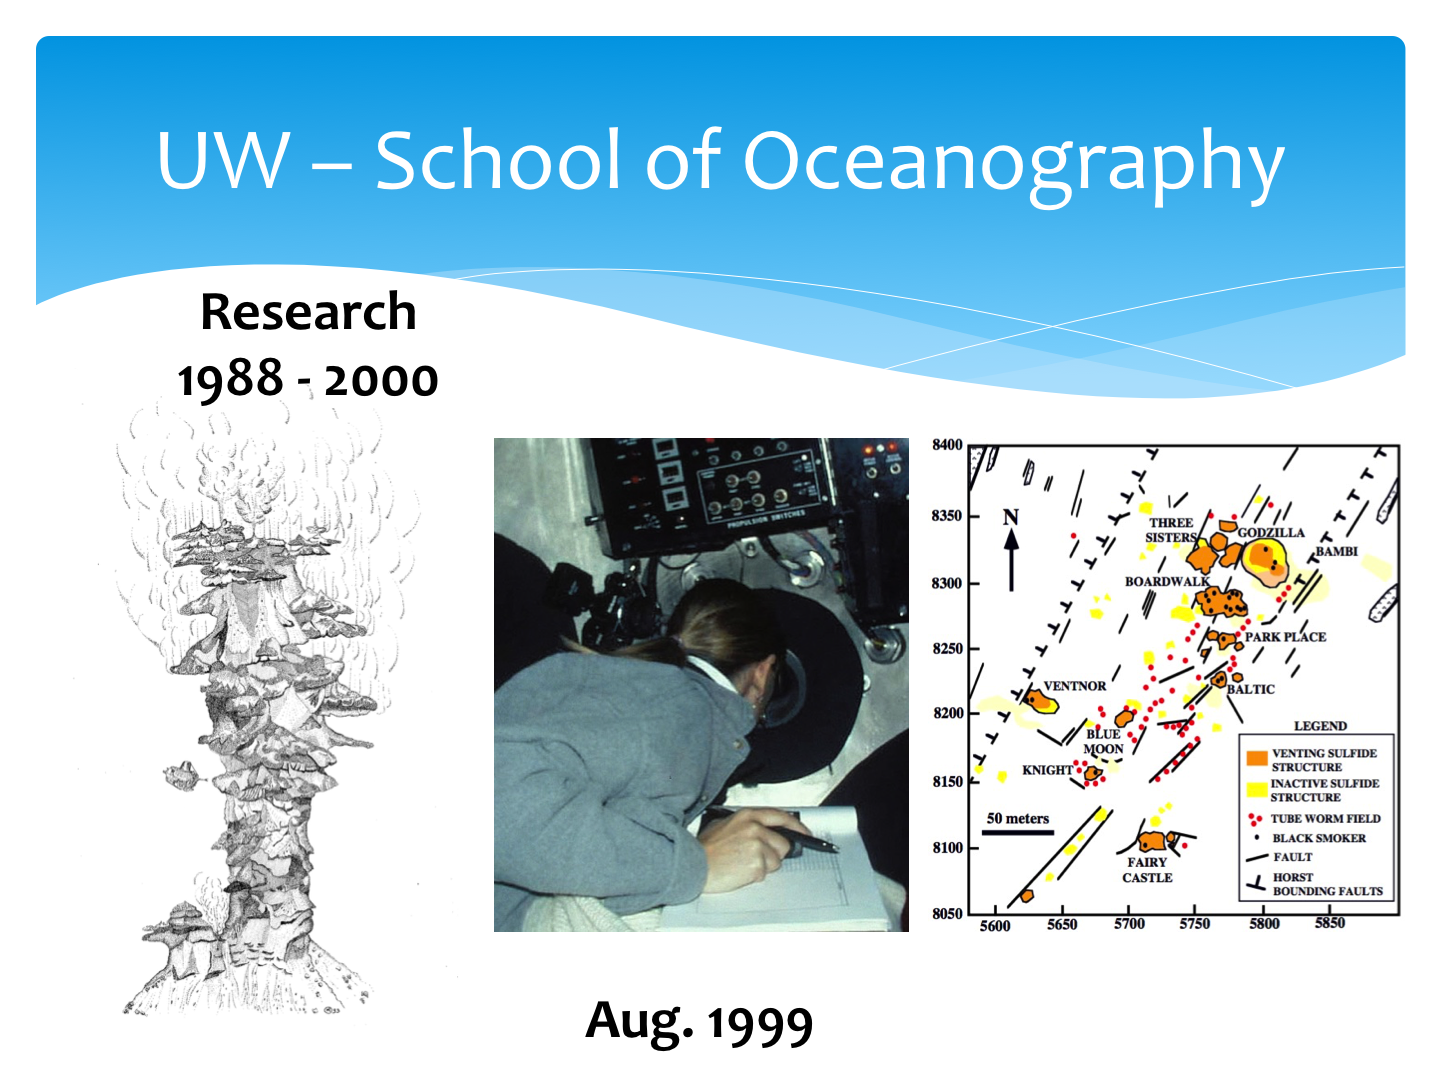 UW – School of Oceanography
Research
1988 - 2000
PROPULSION SWITCHES
8400
8350
8300
8250
8200
8150
8100
8050
5600
5650
5700
5750
5800
5850
N
THREE
SISTERS
GODZILLA
BAMBI
BOARDWALK
PARK PLACE
BALTIC
VENTNOR
BLUE
MOON
KNIGHT
50 meters
FAIRY
CASTLE
LEGEND
VENTING SULFIDE
STRUCTURE
INACTIVE SULFIDE
STRUCTURE
TUBE WORM FIELD
BLACK SMOKER
FAULT
HORST
BOUNDING FAULTS
Aug. 1999